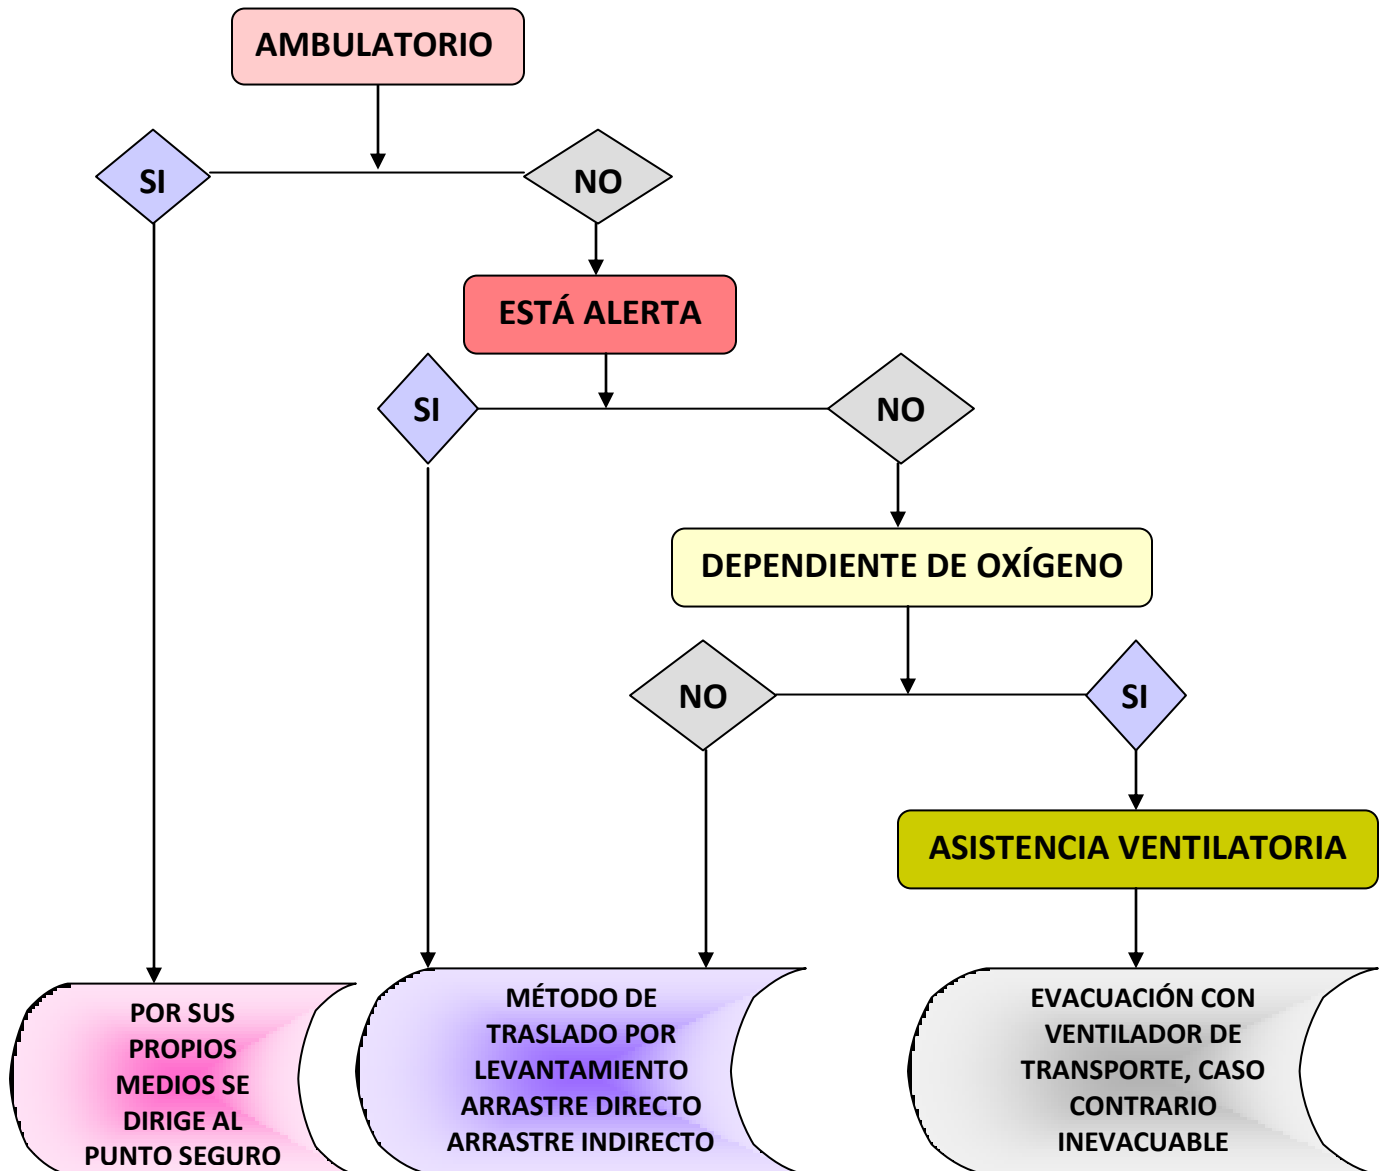 AMBULATORIO
SI
NO
ESTÁ ALERTA
SI
NO
DEPENDIENTE DE OXÍGENO
NO
SI
ASISTENCIA VENTILATORIA
POR SUS
PROPIOS
MEDIOS SE
DIRIGE AL
PUNTO SEGURO
MÉTODO DE
TRASLADO POR
LEVANTAMIENTO
ARRASTRE DIRECTO
ARRASTRE INDIRECTO
EVACUACIÓN CON
VENTILADOR DE
TRANSPORTE, CASO
CONTRARIO
INEVACUABLE